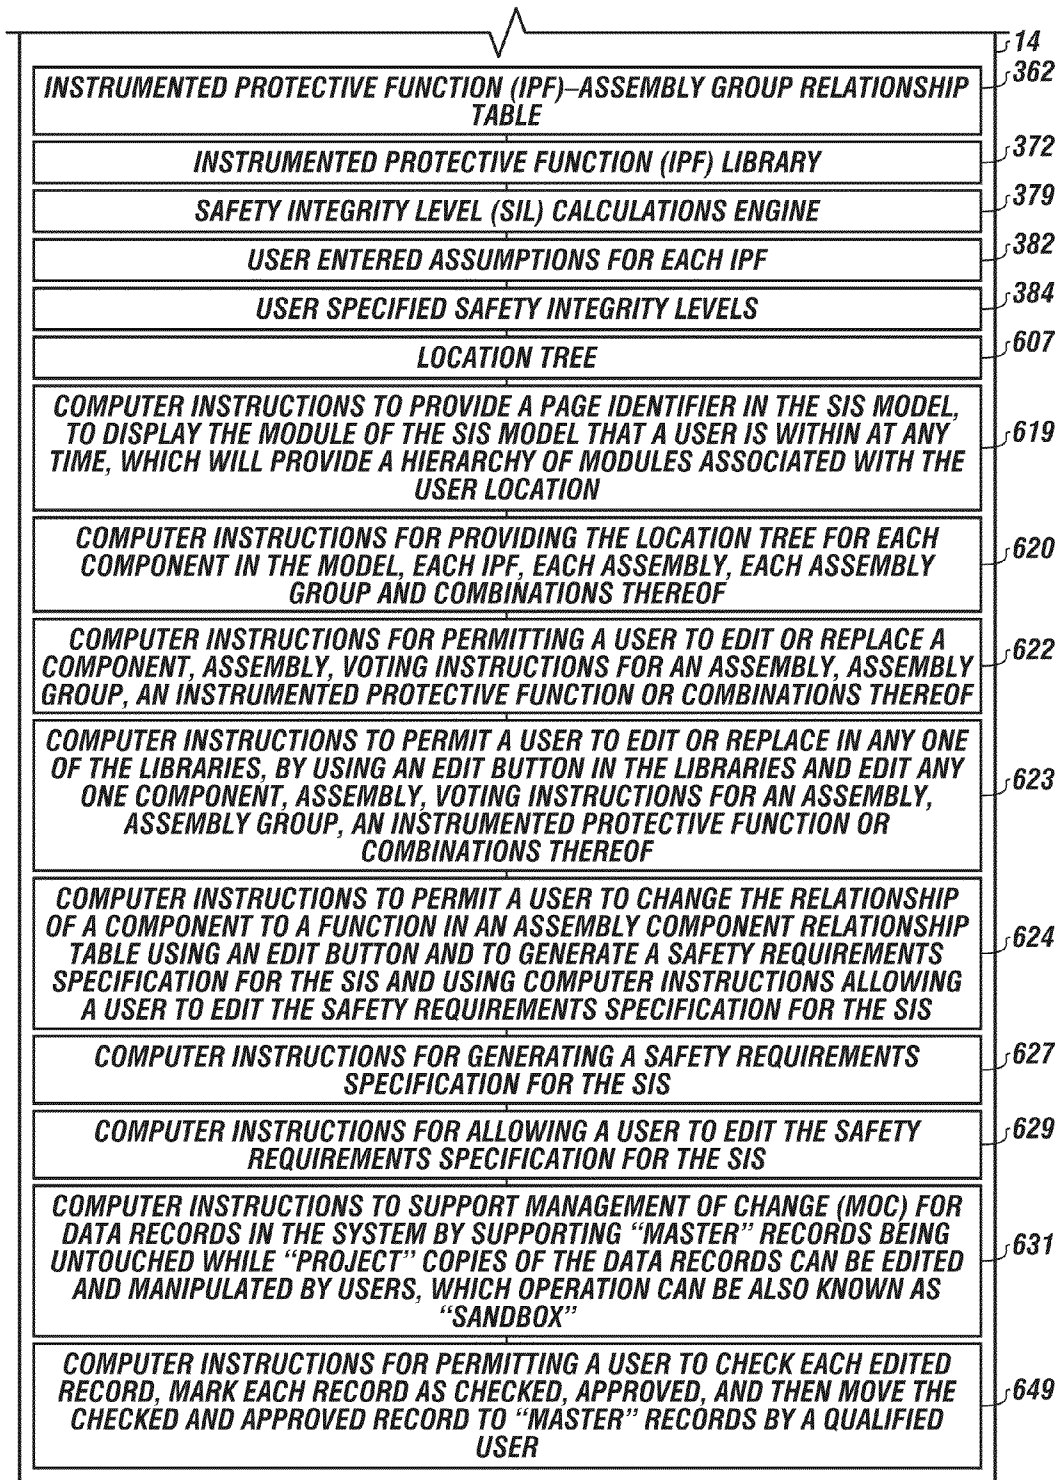 14
INSTRUMENTED PROTECTIVE FUNCTION (IPF)–ASSEMBLY GROUP RELATIONSHIP
TABLE
362
INSTRUMENTED PROTECTIVE FUNCTION (IPF) LIBRARY
372
SAFETY INTEGRITY LEVEL (SIL) CALCULATIONS ENGINE
379
USER ENTERED ASSUMPTIONS FOR EACH IPF
382
USER SPECIFIED SAFETY INTEGRITY LEVELS
384
LOCATION TREE
607
COMPUTER INSTRUCTIONS TO PROVIDE A PAGE IDENTIFIER IN THE SIS MODEL,
TO DISPLAY THE MODULE OF THE SIS MODEL THAT A USER IS WITHIN AT ANY
TIME, WHICH WILL PROVIDE A HIERARCHY OF MODULES ASSOCIATED WITH THE
USER LOCATION
619
COMPUTER INSTRUCTIONS FOR PROVIDING THE LOCATION TREE FOR EACH
COMPONENT IN THE MODEL, EACH IPF, EACH ASSEMBLY, EACH ASSEMBLY
GROUP AND COMBINATIONS THEREOF
620
COMPUTER INSTRUCTIONS FOR PERMITTING A USER TO EDIT OR REPLACE A
COMPONENT, ASSEMBLY, VOTING INSTRUCTIONS FOR AN ASSEMBLY, ASSEMBLY
GROUP, AN INSTRUMENTED PROTECTIVE FUNCTION OR COMBINATIONS THEREOF
622
COMPUTER INSTRUCTIONS TO PERMIT A USER TO EDIT OR REPLACE IN ANY ONE
OF THE LIBRARIES, BY USING AN EDIT BUTTON IN THE LIBRARIES AND EDIT ANY
ONE COMPONENT, ASSEMBLY, VOTING INSTRUCTIONS FOR AN ASSEMBLY,
ASSEMBLY GROUP, AN INSTRUMENTED PROTECTIVE FUNCTION OR
COMBINATIONS THEREOF
623
COMPUTER INSTRUCTIONS TO PERMIT A USER TO CHANGE THE RELATIONSHIP
OF A COMPONENT TO A FUNCTION IN AN ASSEMBLY COMPONENT RELATIONSHIP
TABLE USING AN EDIT BUTTON AND TO GENERATE A SAFETY REQUIREMENTS
SPECIFICATION FOR THE SIS AND USING COMPUTER INSTRUCTIONS ALLOWING
A USER TO EDIT THE SAFETY REQUIREMENTS SPECIFICATION FOR THE SIS
624
COMPUTER INSTRUCTIONS FOR GENERATING A SAFETY REQUIREMENTS
SPECIFICATION FOR THE SIS
627
COMPUTER INSTRUCTIONS FOR ALLOWING A USER TO EDIT THE SAFETY
REQUIREMENTS SPECIFICATION FOR THE SIS
629
COMPUTER INSTRUCTIONS TO SUPPORT MANAGEMENT OF CHANGE (MOC) FOR
DATA RECORDS IN THE SYSTEM BY SUPPORTING “MASTER” RECORDS BEING
UNTOUCHED WHILE “PROJECT” COPIES OF THE DATA RECORDS CAN BE EDITED
AND MANIPULATED BY USERS, WHICH OPERATION CAN BE ALSO KNOWN AS
“SANDBOX”
631
COMPUTER INSTRUCTIONS FOR PERMITTING A USER TO CHECK EACH EDITED
RECORD, MARK EACH RECORD AS CHECKED, APPROVED, AND THEN MOVE THE
CHECKED AND APPROVED RECORD TO “MASTER” RECORDS BY A QUALIFIED
USER
649